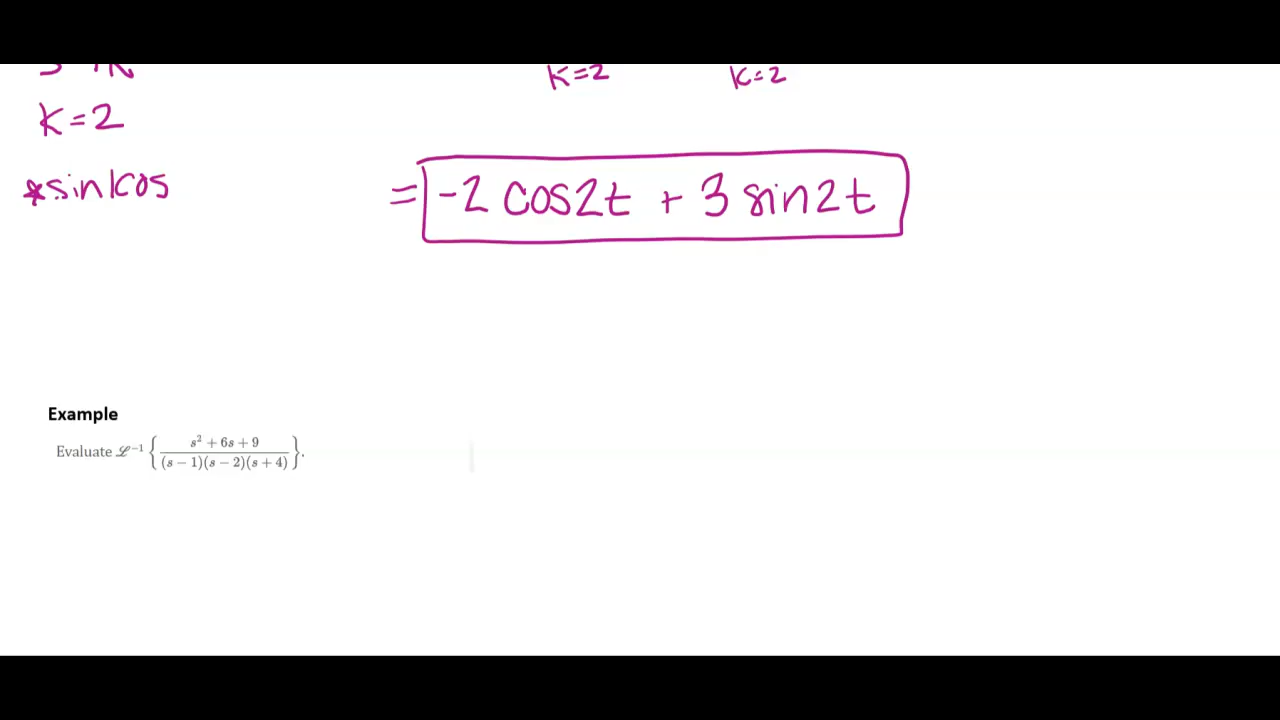 K=2 K=2
K=2
*sin/cos = -2 cos2t + 3 sin2t
Example
Evaluate ℒ⁻¹ { (s² + 6s + 9) / ((s − 1)(s − 2)(s + 4)) }.